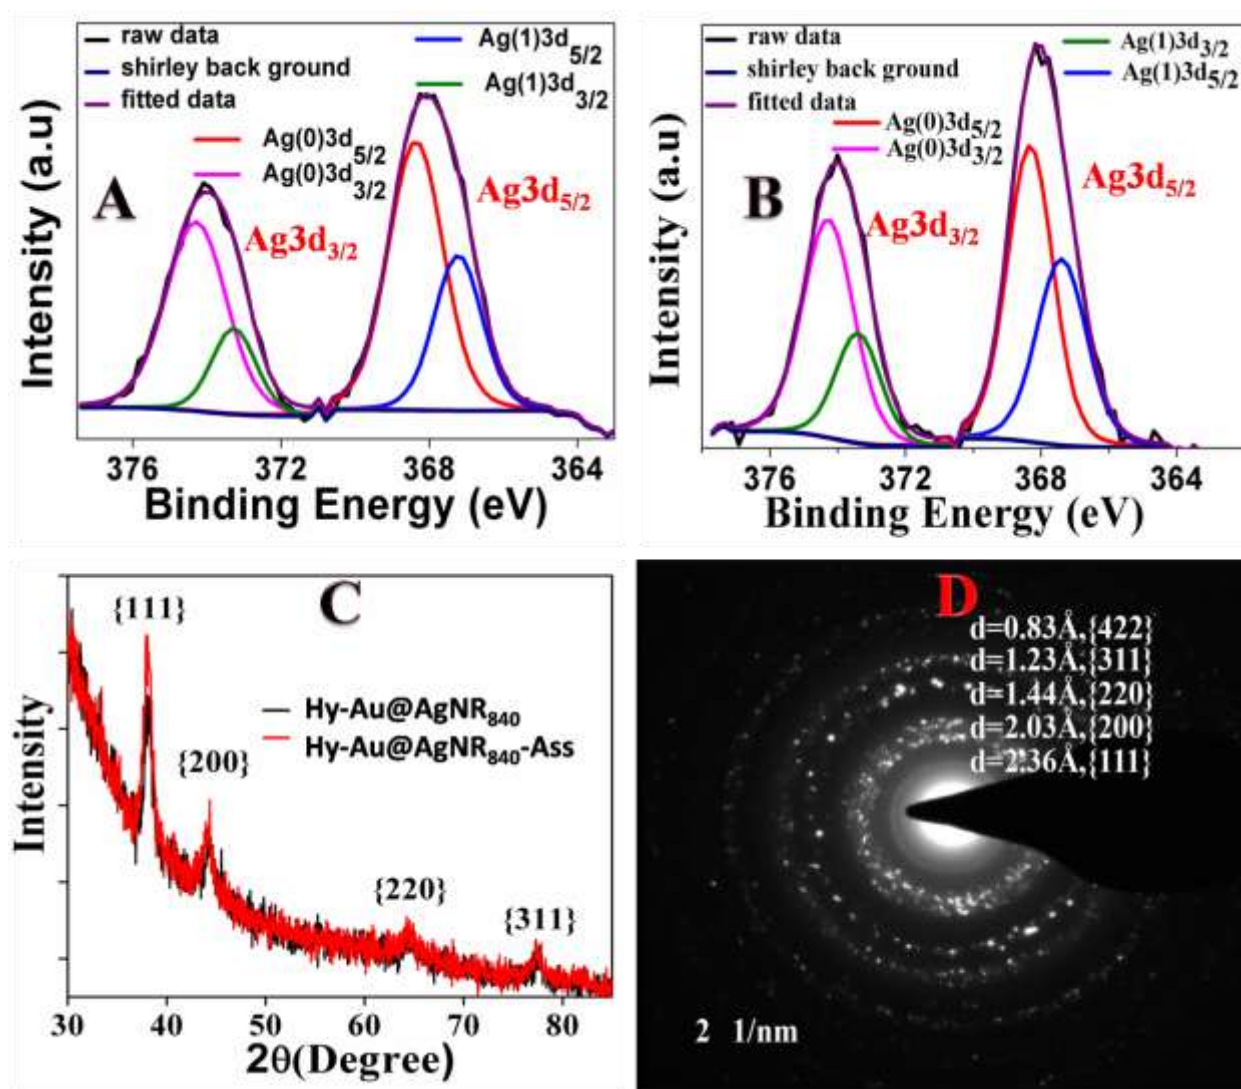 raw data
shirley back ground
fitted data
Ag(1)3d5/2
Ag(1)3d3/2
Ag(0)3d5/2
Ag(0)3d3/2
A
Ag3d5/2
Ag3d3/2
Intensity (a.u)
376 372 368 364
Binding Energy (eV)
raw data
shirley back ground
fitted data
Ag(1)3d3/2
Ag(1)3d5/2
Ag(0)3d5/2
Ag(0)3d3/2
B
Ag3d5/2
Ag3d3/2
Intensity (a.u)
376 372 368 364
Binding Energy (eV)
C
{111}
{200}
{220}
{311}
Hy-Au@AgNR840
Hy-Au@AgNR840-Ass
Intensity
30 40 50 60 70 80
2θ(Degree)
D
d=0.83Å,{422}
d=1.23Å,{311}
d=1.44Å,{220}
d=2.03Å,{200}
d=2.36Å,{111}
2 1/nm